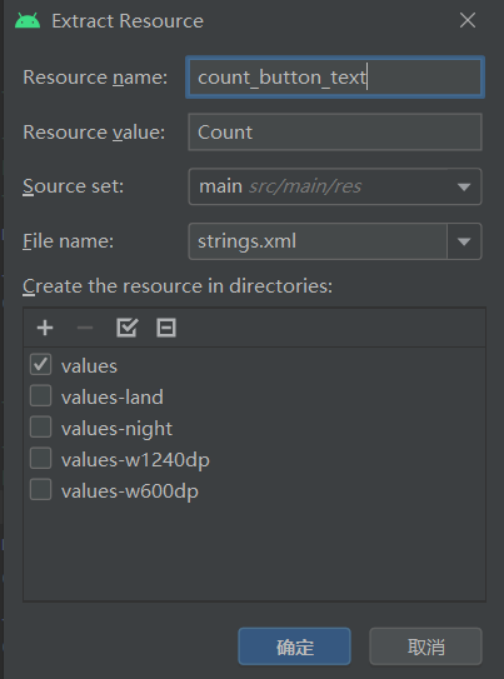 Extract Resource
Resource name: count_button_text
Resource value: Count
Source set: main src/main/res
File name: strings.xml
Create the resource in directories:
values
values-land
values-night
values-w1240dp
values-w600dp
确定 取消